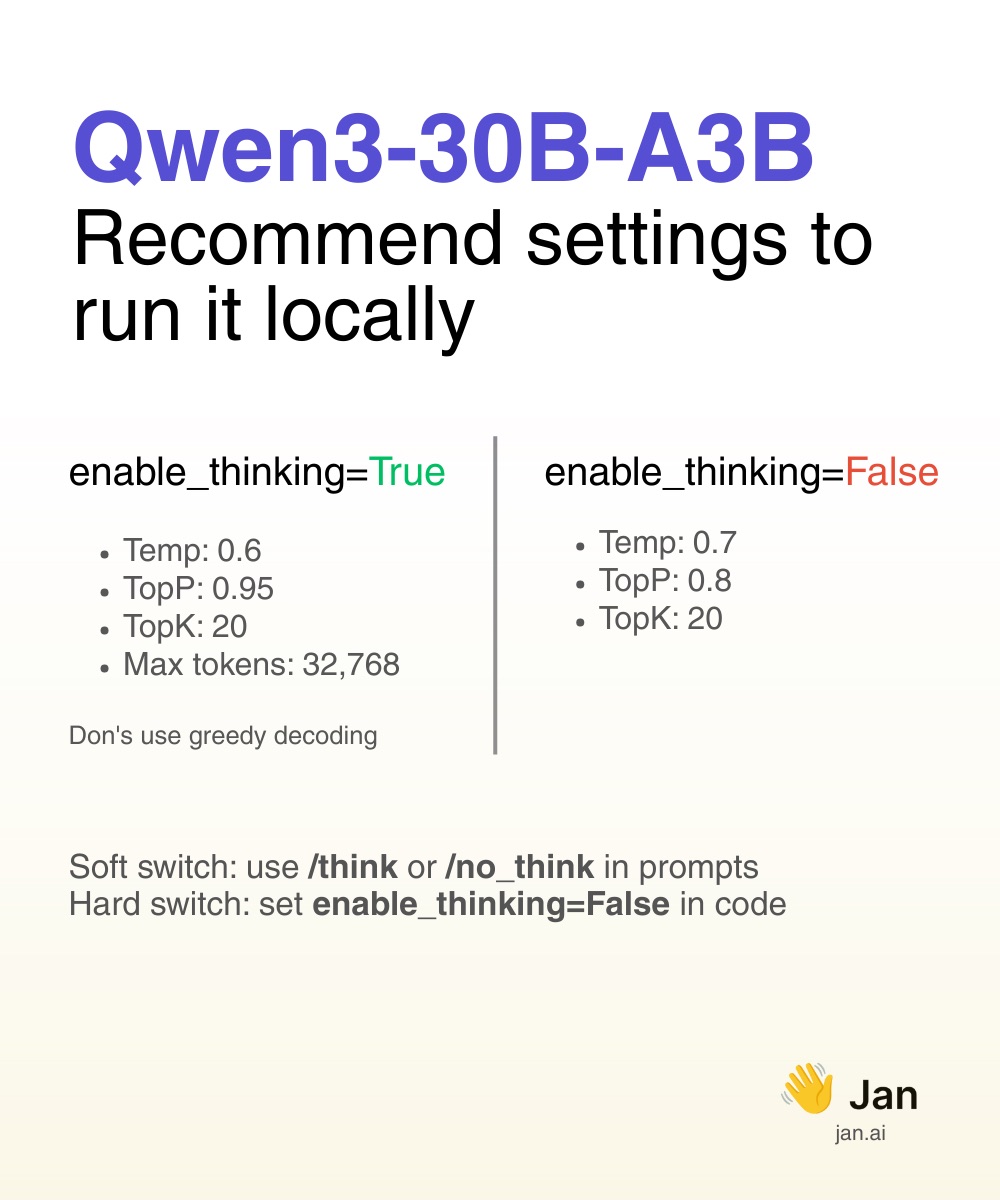 Qwen3-30B-A3B
Recommend settings to
run it locally
enable_thinking=True
• Temp: 0.6
• TopP: 0.95
• TopK: 20
• Max tokens: 32,768
Don's use greedy decoding
enable_thinking=False
• Temp: 0.7
• TopP: 0.8
• TopK: 20
Soft switch: use /think or /no_think in prompts
Hard switch: set enable_thinking=False in code
👋 Jan
jan.ai